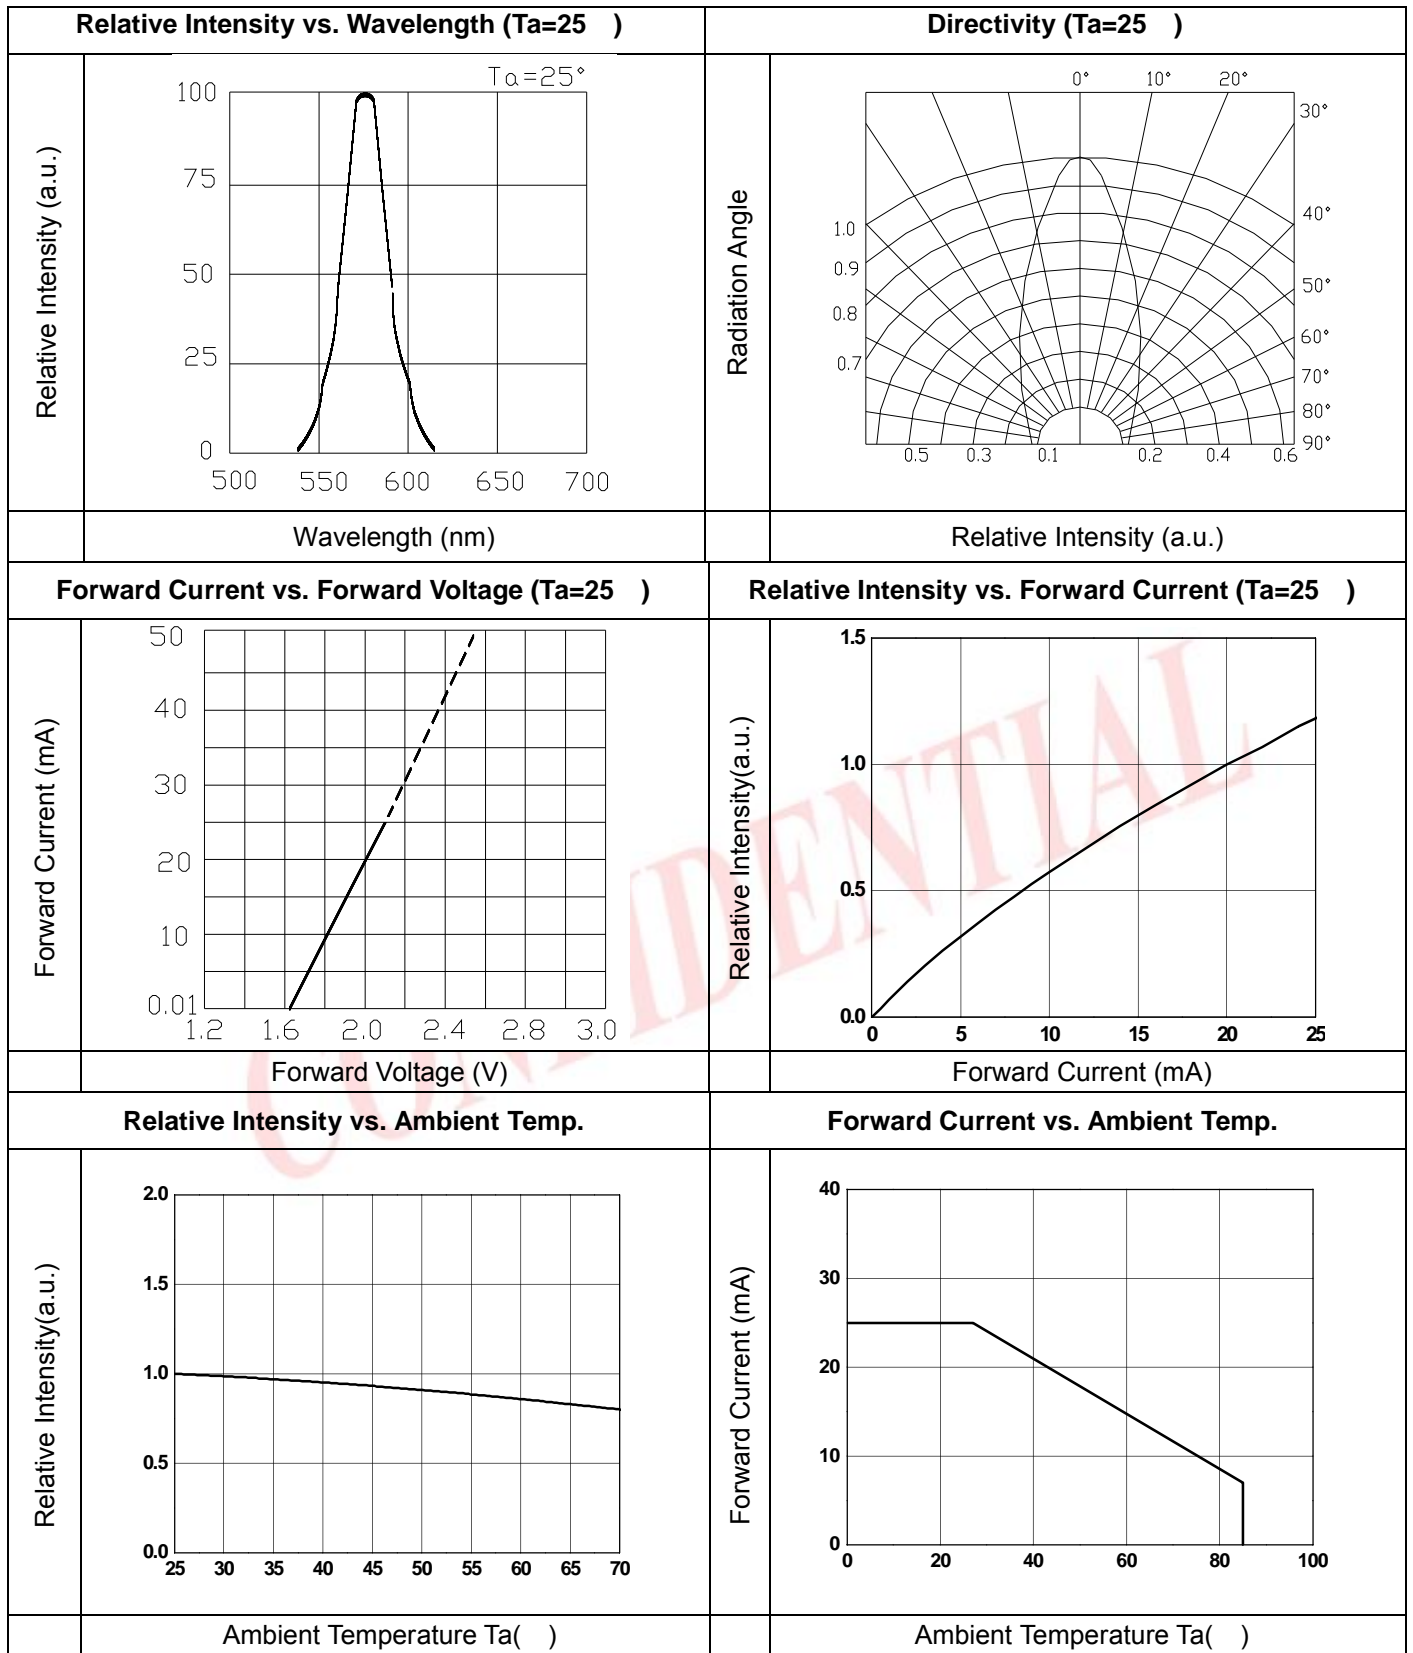 Relative Intensity vs. Wavelength (Ta=25 )
Directivity (Ta=25 )
Relative Intensity (a.u.)
Ta=25°
100
75
50
25
0
500 550 600 650 700
Wavelength (nm)
Radiation Angle
0° 10° 20°
30°
40°
50°
60°
70°
80°
90°
1.0
0.9
0.8
0.7
0.5 0.3 0.1 0.2 0.4 0.6
Relative Intensity (a.u.)
Forward Current vs. Forward Voltage (Ta=25 )
Relative Intensity vs. Forward Current (Ta=25 )
Forward Current (mA)
50
40
30
20
10
0.01
1.2 1.6 2.0 2.4 2.8 3.0
Forward Voltage (V)
Relative Intensity(a.u.)
1.5
1.0
0.5
0.0
0 5 10 15 20 25
Forward Current (mA)
CONFIDENTIAL
Relative Intensity vs. Ambient Temp.
Forward Current vs. Ambient Temp.
Relative Intensity(a.u.)
2.0
1.5
1.0
0.5
0.0
25 30 35 40 45 50 55 60 65 70
Ambient Temperature Ta( )
Forward Current (mA)
40
30
20
10
0
0 20 40 60 80 100
Ambient Temperature Ta( )